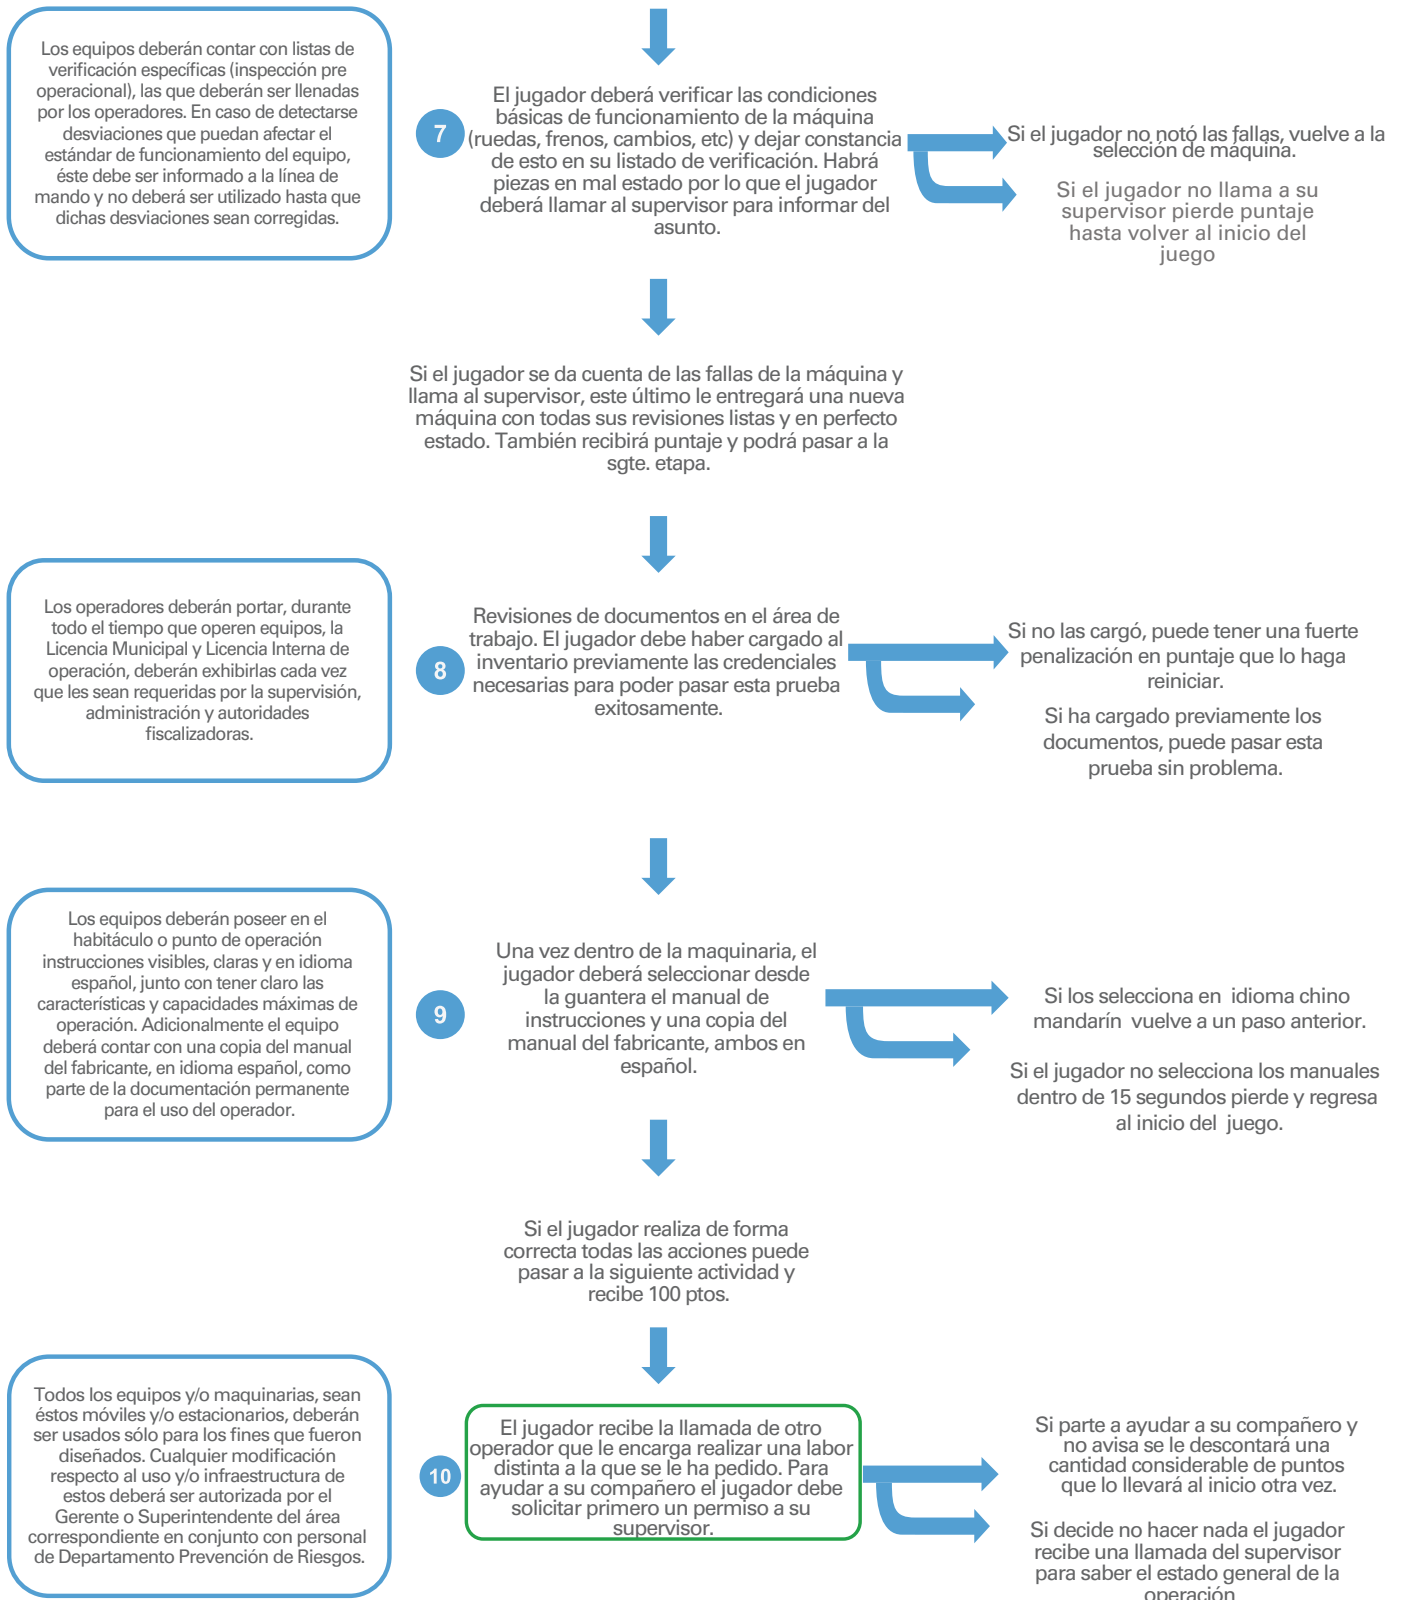 Los equipos deberán contar con listas de
verificación específicas (inspección pre
operacional), las que deberán ser llenadas
por los operadores. En caso de detectarse
desviaciones que puedan afectar el
estándar de funcionamiento del equipo,
éste debe ser informado a la línea de
mando y no deberá ser utilizado hasta que
dichas desviaciones sean corregidas.
7
El jugador deberá verificar las condiciones
básicas de funcionamiento de la máquina
(ruedas, frenos, cambios, etc) y dejar constancia
de esto en su listado de verificación. Habrá
piezas en mal estado por lo que el jugador
deberá llamar al supervisor para informar del
asunto.
Si el jugador no notó las fallas, vuelve a la
selección de máquina.
Si el jugador no llama a su
supervisor pierde puntaje
hasta volver al inicio del
juego
Si el jugador se da cuenta de las fallas de la máquina y
llama al supervisor, este último le entregará una nueva
máquina con todas sus revisiones listas y en perfecto
estado. También recibirá puntaje y podrá pasar a la
sgte. etapa.
Los operadores deberán portar, durante
todo el tiempo que operen equipos, la
Licencia Municipal y Licencia Interna de
operación, deberán exhibirlas cada vez
que les sean requeridas por la supervisión,
administración y autoridades
fiscalizadoras.
8
Revisiones de documentos en el área de
trabajo. El jugador debe haber cargado al
inventario previamente las credenciales
necesarias para poder pasar esta prueba
exitosamente.
Si no las cargó, puede tener una fuerte
penalización en puntaje que lo haga
reiniciar.
Si ha cargado previamente los
documentos, puede pasar esta
prueba sin problema.
Los equipos deberán poseer en el
habitáculo o punto de operación
instrucciones visibles, claras y en idioma
español, junto con tener claro las
características y capacidades máximas de
operación. Adicionalmente el equipo
deberá contar con una copia del manual
del fabricante, en idioma español, como
parte de la documentación permanente
para el uso del operador.
9
Una vez dentro de la maquinaria, el
jugador deberá seleccionar desde
la guantera el manual de
instrucciones y una copia del
manual del fabricante, ambos en
español.
Si los selecciona en idioma chino
mandarín vuelve a un paso anterior.
Si el jugador no selecciona los manuales
dentro de 15 segundos pierde y regresa
al inicio del juego.
Si el jugador realiza de forma
correcta todas las acciones puede
pasar a la siguiente actividad y
recibe 100 ptos.
Todos los equipos y/o maquinarias, sean
éstos móviles y/o estacionarios, deberán
ser usados sólo para los fines que fueron
diseñados. Cualquier modificación
respecto al uso y/o infraestructura de
estos deberá ser autorizada por el
Gerente o Superintendente del área
correspondiente en conjunto con personal
de Departamento Prevención de Riesgos.
10
El jugador recibe la llamada de otro
operador que le encarga realizar una labor
distinta a la que se le ha pedido. Para
ayudar a su compañero el jugador debe
solicitar primero un permiso a su
supervisor.
Si parte a ayudar a su compañero y
no avisa se le descontará una
cantidad considerable de puntos
que lo llevará al inicio otra vez.
Si decide no hacer nada el jugador
recibe una llamada del supervisor
para saber el estado general de la
operación